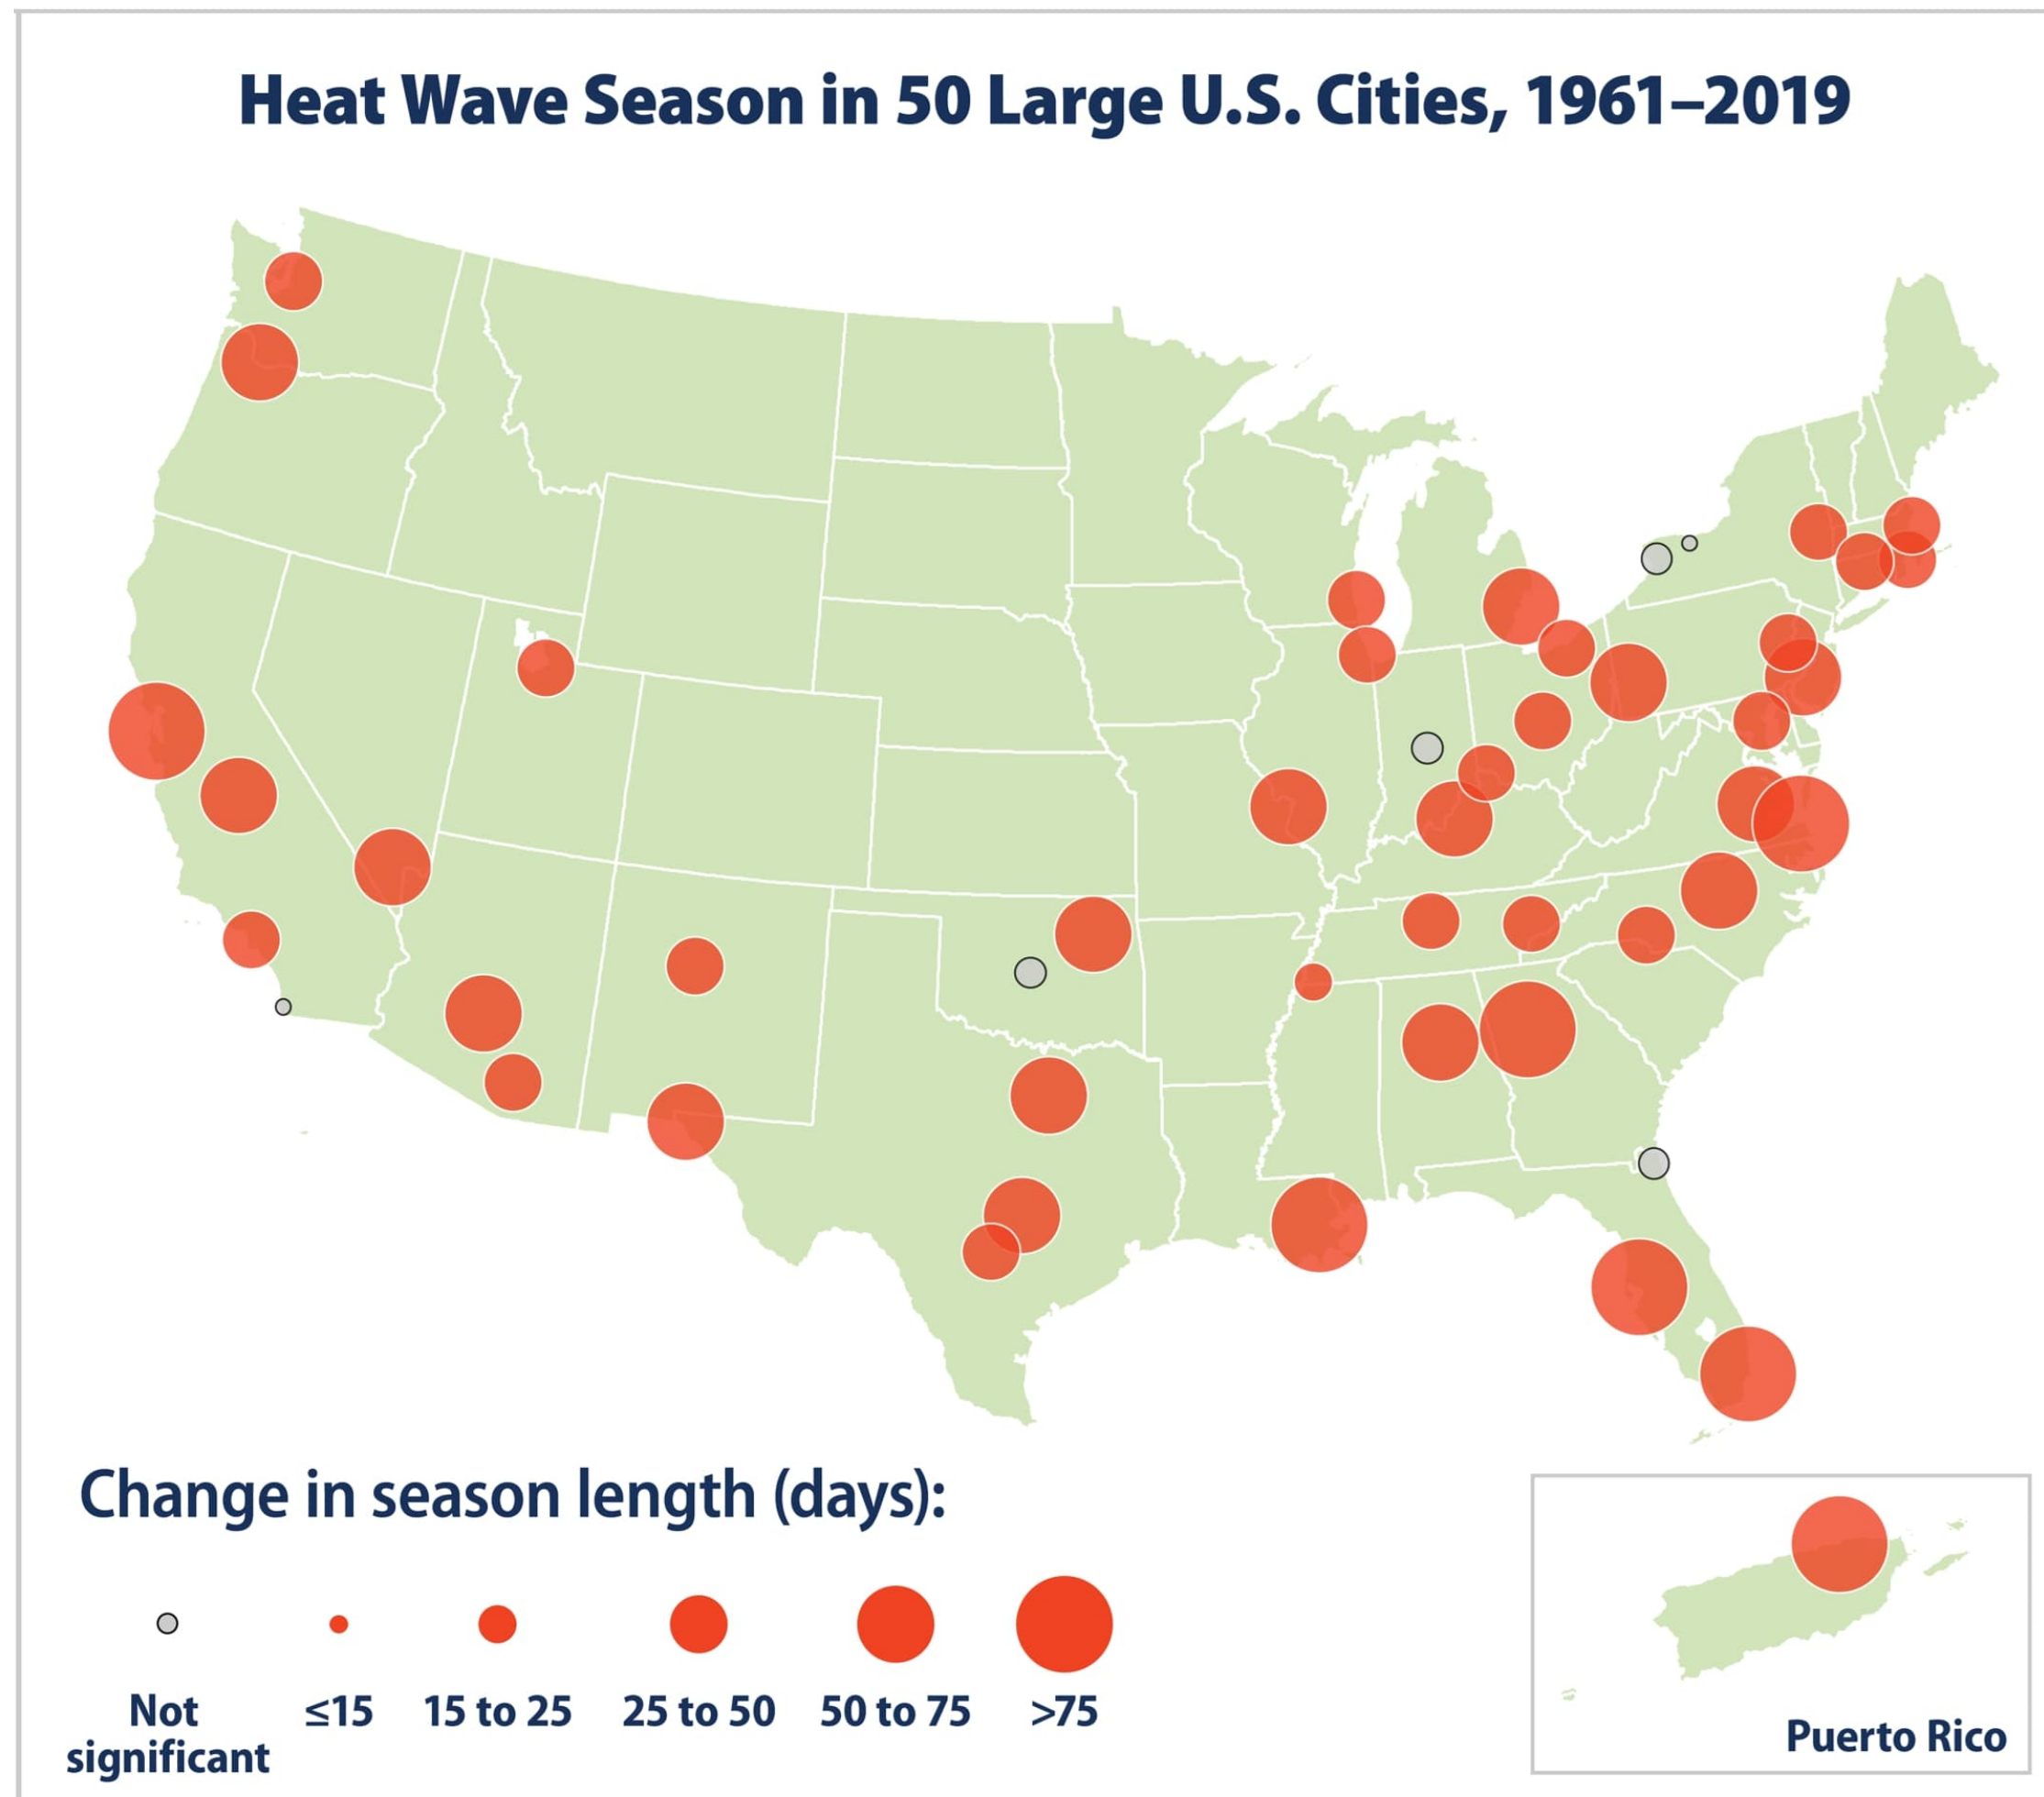 Heat Wave Season in 50 Large U.S. Cities, 1961–2019
Change in season length (days):
Not
significant
≤15
15 to 25
25 to 50
50 to 75
>75
Puerto Rico